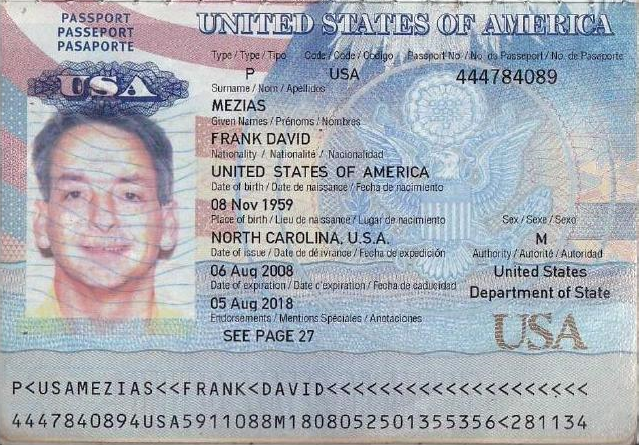 PASSPORT
PASSEPORT
PASAPORTE
USA
UNITED STATES OF AMERICA
Type / Type / Tipo Code / Code / Codigo Passport No / No. du Passeport / No. de Pasaporte
P USA 444784089
Surname / Nom / Apellidos
MEZIAS
Given Names / Prénoms / Nombres
FRANK DAVID
Nationality / Nationalité / Nacionalidad
UNITED STATES OF AMERICA
Date of birth / Date de naissance / Fecha de nacimiento
08 Nov 1959
Place of birth / Lieu de naissance / Lugar de nacimiento Sex / Sexe / Sexo
NORTH CAROLINA, U.S.A. M
Date of issue / Date de délivrance / Fecha de expedición Authority / Autorité / Autoridad
06 Aug 2008 United States
Date of expiration / Date d'expiration / Fecha de caducidad Department of State
05 Aug 2018
Endorsements / Mentions Spéciales / Anotaciones
SEE PAGE 27 USA
P<USAMEZIAS<<FRANK<DAVID<<<<<<<<<<<<<<<<<<<<
4447840894USA5911088M1808052501355356<281134